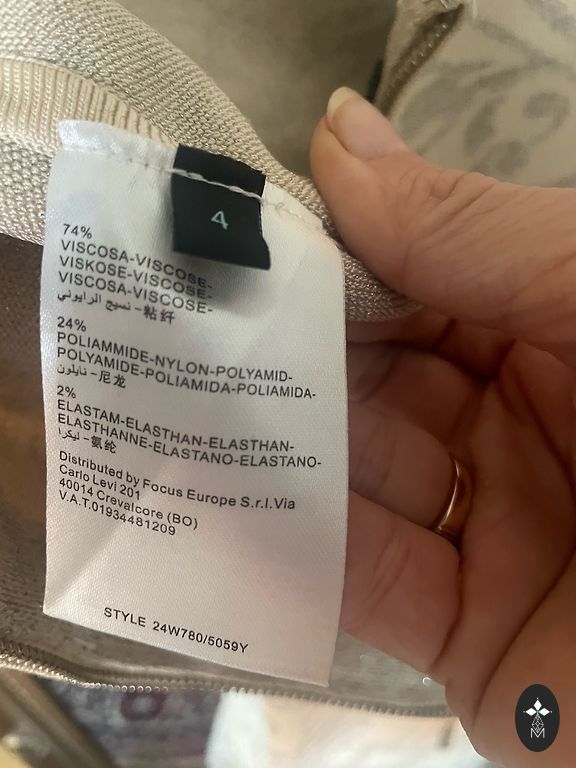 4
74%
VISCOSA-VISCOSE-
VISKOSE-VISCOSE-
VISCOSA-VISCOSE-
نسيج الرايوني -粘纤
24%
POLIAMMIDE-NYLON-POLYAMID-
POLYAMIDE-POLIAMIDA-POLIAMIDA-
نايلون -尼龙
2%
ELASTAM-ELASTHAN-ELASTHAN-
ELASTHANNE-ELASTANO-ELASTANO-
ليكرا -氨纶
Distributed by Focus Europe S.r.l.Via
Carlo Levi 201
40014 Crevalcore (BO)
V.A.T.01934481209
STYLE 24W780/5059Y
M